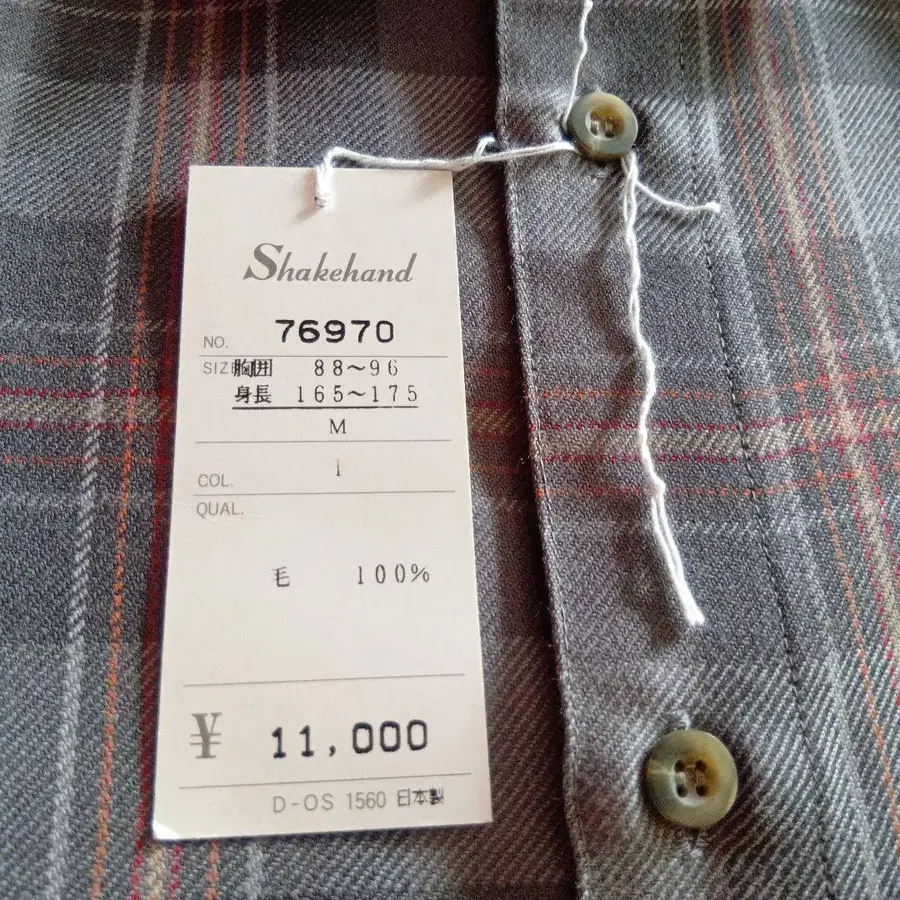 Shakehand
NO. 76970
SIZE 胸囲 88~96
身長 165~175
M
COL. 1
QUAL.
毛 100%
¥ 11,000
D-OS 1560 日本製